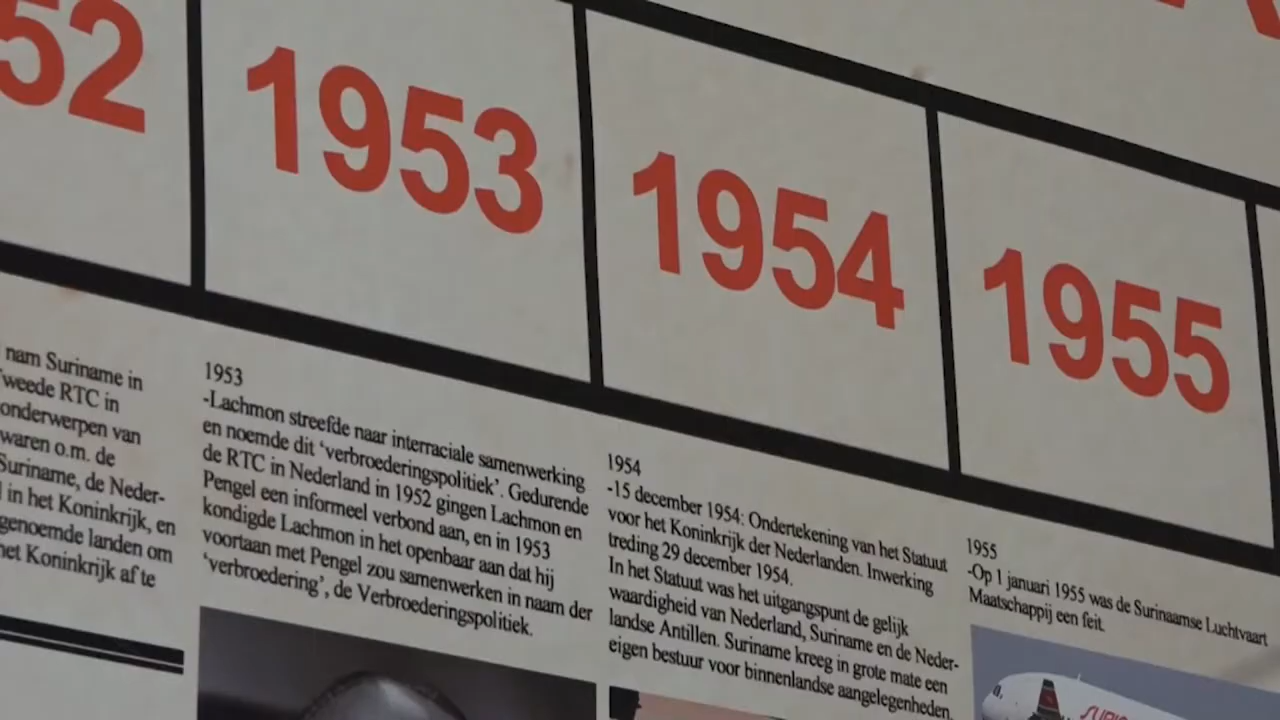 52
1953
1954
1955
nam Suriname in
Tweede RTC in
onderwerpen van
waren o.m. de
Suriname, de Neder-
in het Koninkrijk, en
genoemde landen om
het Koninkrijk af te
1953
-Lachmon streefde naar interraciale samenwerking
en noemde dit ‘verbroederingspolitiek’. Gedurende
de RTC in Nederland in 1952 gingen Lachmon en
Pengel een informeel verbond aan, en in 1953
kondigde Lachmon in het openbaar aan dat hij
voortaan met Pengel zou samenwerken in naam der
‘verbroedering’, de Verbroederingspolitiek.
1954
-15 december 1954: Ondertekening van het Statuut
voor het Koninkrijk der Nederlanden. Inwerking
treding 29 december 1954.
In het Statuut was het uitgangspunt de gelijk
waardigheid van Nederland, Suriname en de Neder-
landse Antillen. Suriname kreeg in grote mate een
eigen bestuur voor binnenlandse aangelegenheden.
1955
-Op 1 januari 1955 was de Surinaamse Luchtvaart
Maatschappij een feit.